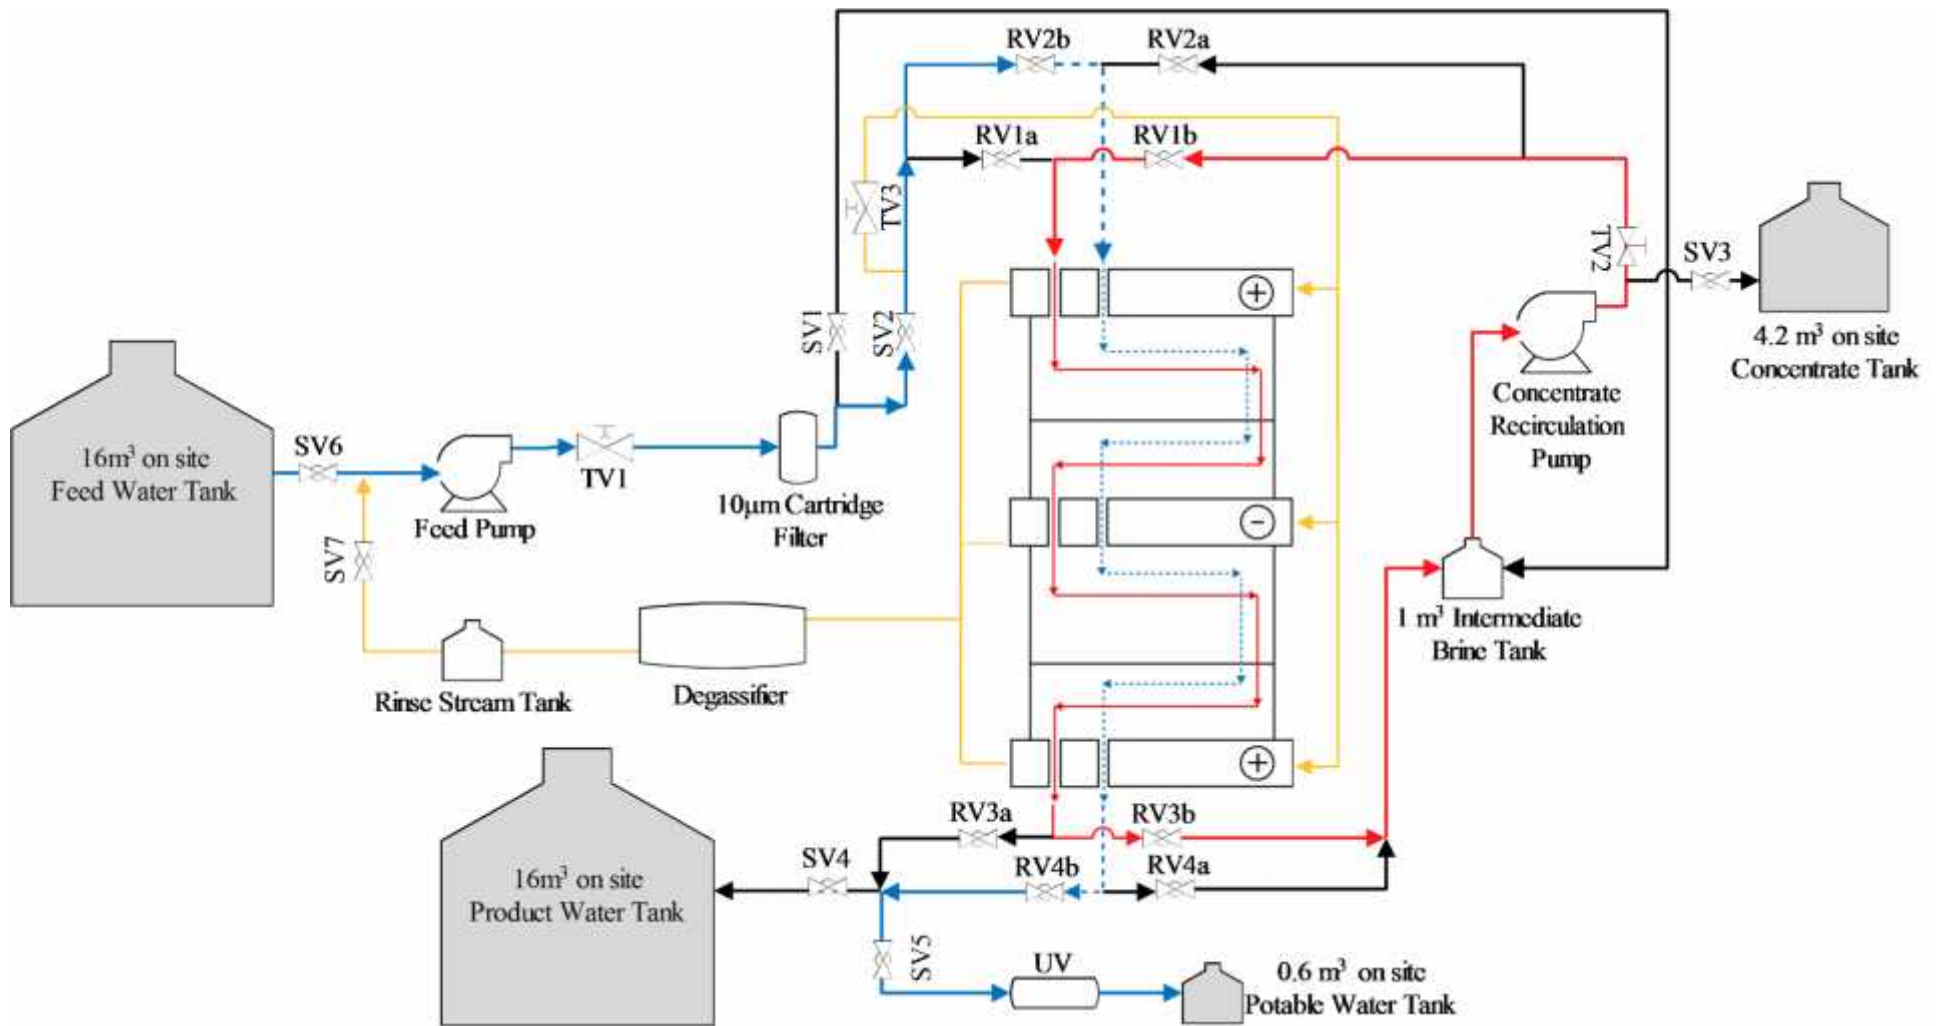 RV2b
RV2a
RV1a
RV1b
TV3
TV2
SV3
SV1
SV2
+
4.2 m³ on site
Concentrate Tank
Concentrate
Recirculation
Pump
16m³ on site
Feed Water Tank
SV6
Feed Pump
TV1
10μm Cartridge
Filter
SV7
−
1 m³ Intermediate
Brine Tank
Rinse Stream Tank
Degassifier
+
RV3a
RV3b
SV4
RV4b
RV4a
16m³ on site
Product Water Tank
SV5
UV
0.6 m³ on site
Potable Water Tank